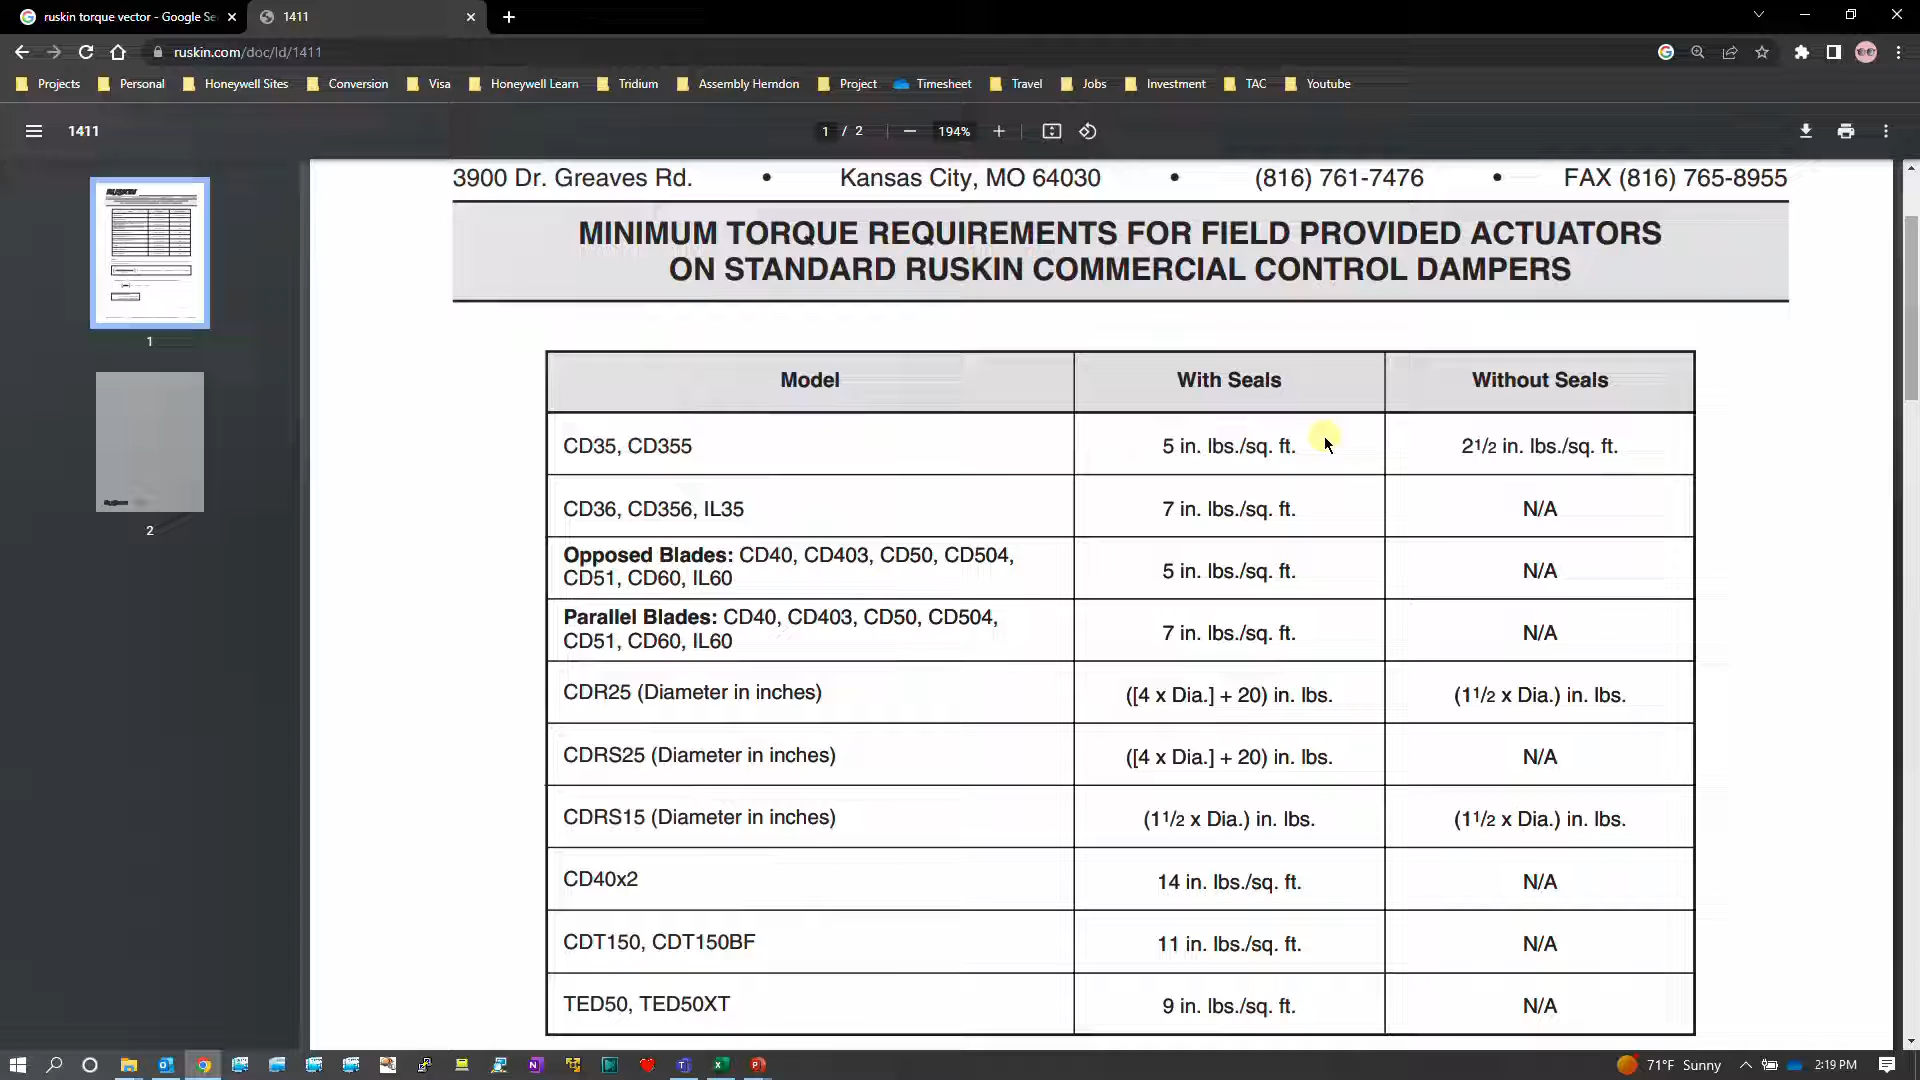 ruskin torque vector - Google Se
1411
ruskin.com/doc/ld/1411
Projects
Personal
Honeywell Sites
Conversion
Visa
Honeywell Learn
Tridium
Assembly Herndon
Project
Timesheet
Travel
Jobs
Investment
TAC
Youtube
1411
1 / 2
194%
1
2
3900 Dr. Greaves Rd. • Kansas City, MO 64030 • (816) 761-7476 • FAX (816) 765-8955
MINIMUM TORQUE REQUIREMENTS FOR FIELD PROVIDED ACTUATORS
ON STANDARD RUSKIN COMMERCIAL CONTROL DAMPERS
Model With Seals Without Seals
CD35, CD355 5 in. lbs./sq. ft. 21/2 in. lbs./sq. ft.
CD36, CD356, IL35 7 in. lbs./sq. ft. N/A
Opposed Blades: CD40, CD403, CD50, CD504,
CD51, CD60, IL60 5 in. lbs./sq. ft. N/A
Parallel Blades: CD40, CD403, CD50, CD504,
CD51, CD60, IL60 7 in. lbs./sq. ft. N/A
CDR25 (Diameter in inches) ([4 x Dia.] + 20) in. lbs. (11/2 x Dia.) in. lbs.
CDRS25 (Diameter in inches) ([4 x Dia.] + 20) in. lbs. N/A
CDRS15 (Diameter in inches) (11/2 x Dia.) in. lbs. (11/2 x Dia.) in. lbs.
CD40x2 14 in. lbs./sq. ft. N/A
CDT150, CDT150BF 11 in. lbs./sq. ft. N/A
TED50, TED50XT 9 in. lbs./sq. ft. N/A
71°F Sunny
2:19 PM